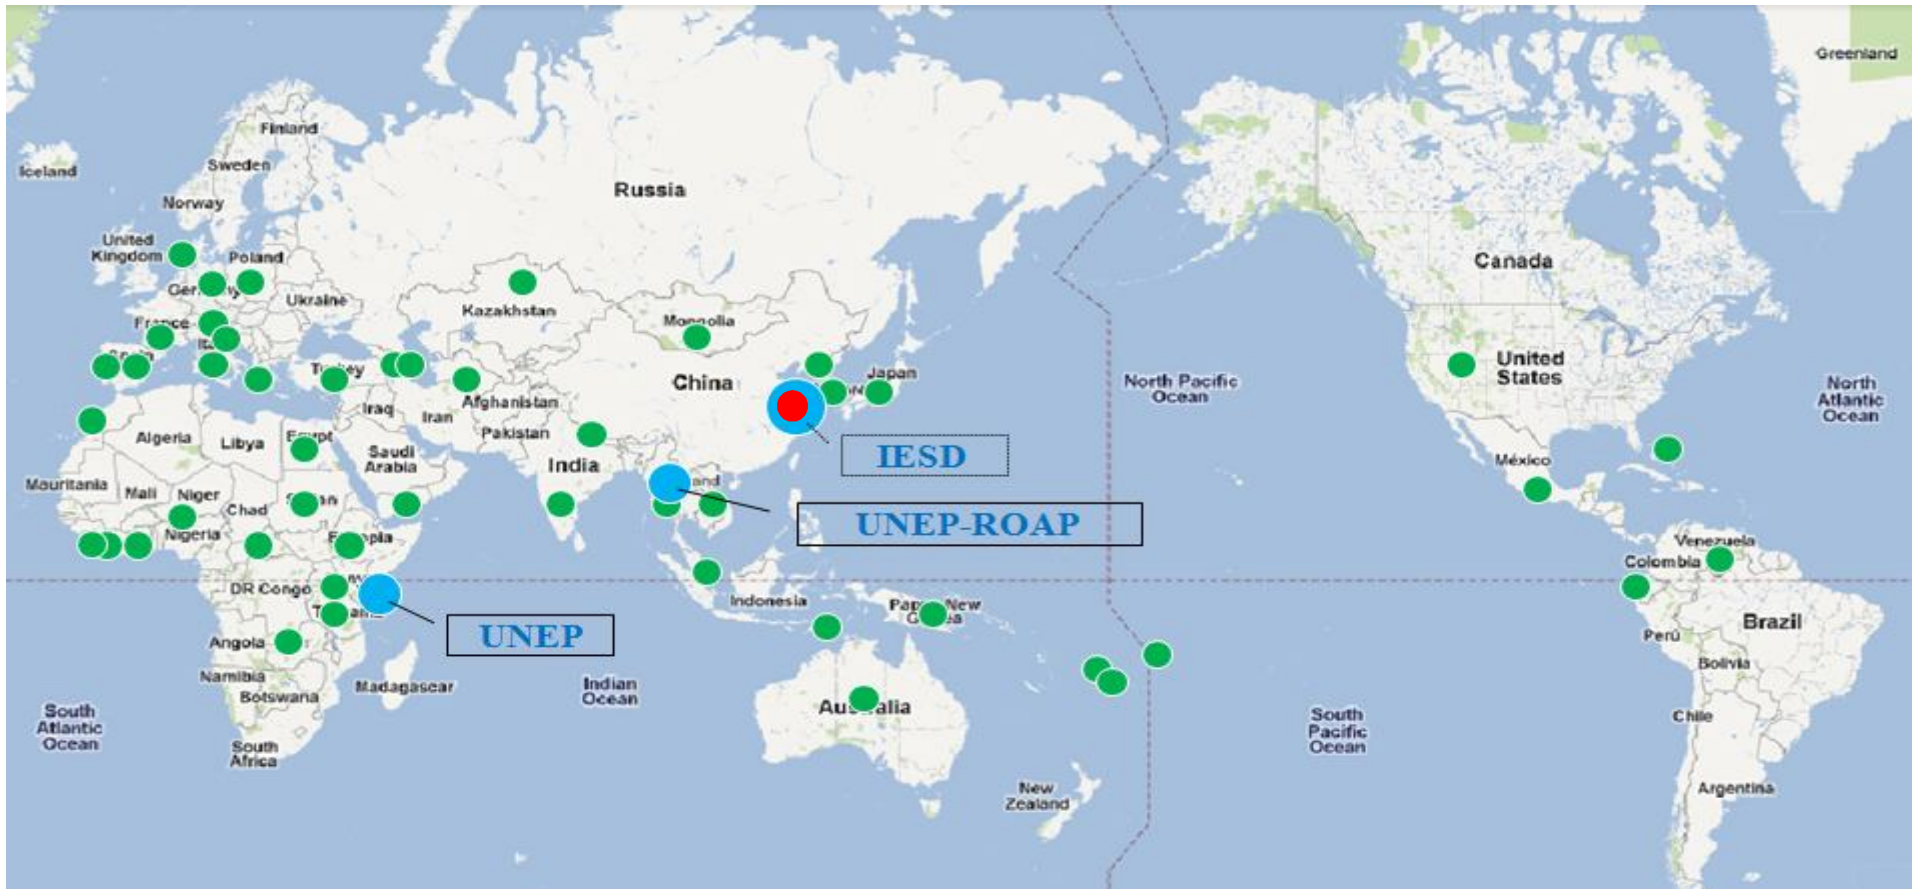 Greenland
Finland
Iceland
Sweden
Russia
Norway
United
Kingdom
Poland
Canada
Ukraine
Kazakhstan
France
United
States
Japan
China
North Pacific
Ocean
North
Atlantic
Ocean
Afghanistan
Iraq
Iran
Pakistan
Algeria
Libya
Egypt
Saudi
Arabia
India
IESD
México
Mauritania
Mali
Niger
Chad
UNEP-ROAP
Nigeria
Venezuela
Colombia
DR Congo
Indonesia
UNEP
Brazil
Perú
Angola
Bolivia
Namibia
Botswana
Madagascar
Indian
Ocean
South
Atlantic
Ocean
South
Pacific
Ocean
Chile
South
Africa
New
Zealand
Argentina